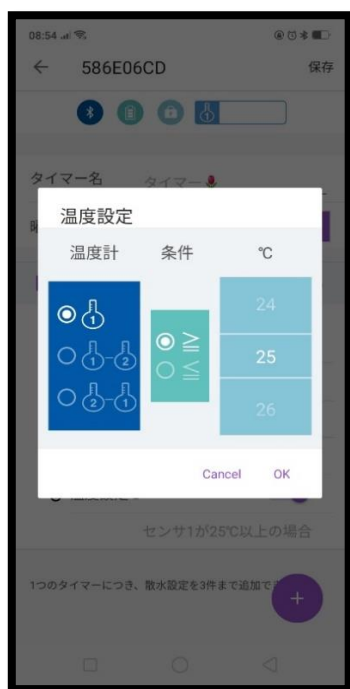 08:54
586E06CD
保存
1
タイマー名
タイマー
温度設定
温度計
条件
℃
1
1-2
2-1
≧
≦
24
25
26
Cancel
OK
センサ1が25℃以上の場合
1つのタイマーにつき、散水設定を3件まで追加で
+